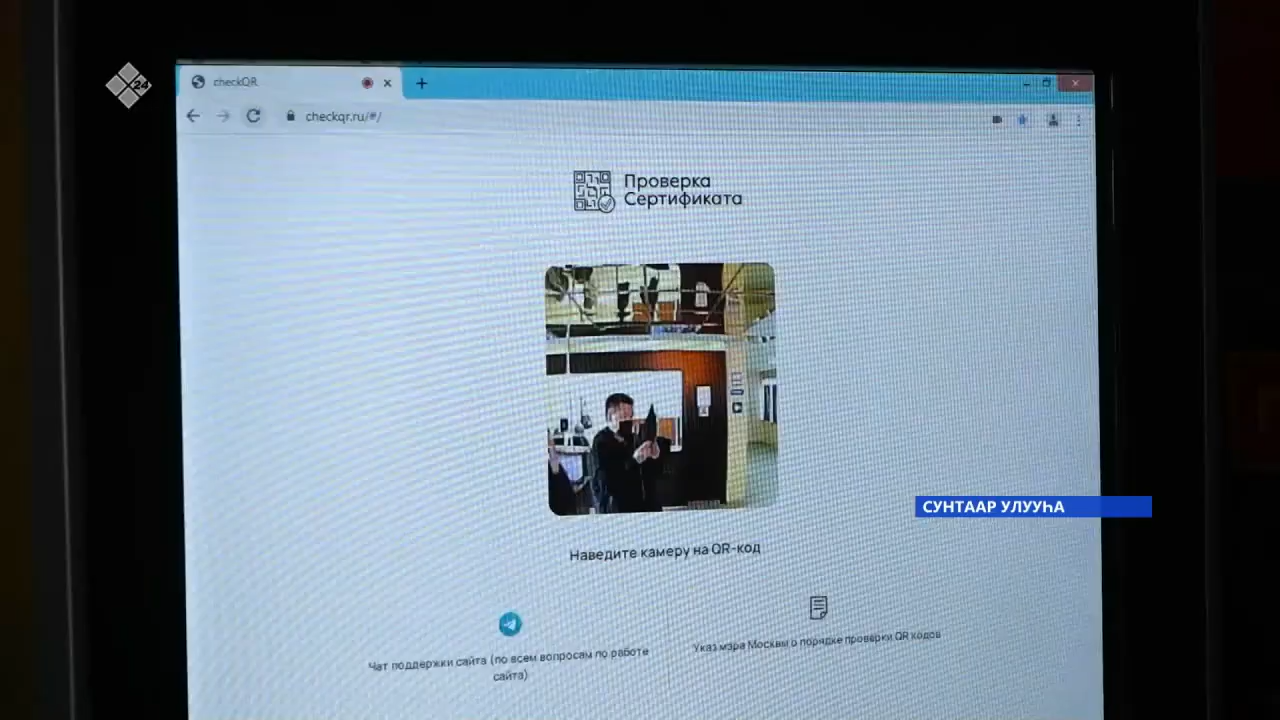 24
checkQR
checkqr.ru/#/
Проверка
Сертификата
Наведите камеру на QR-код
СУНТААР УЛУУҺА
Чат поддержки сайта (по всем вопросам по работе
сайта)
Указ мэра Москвы о порядке проверки QR кодов